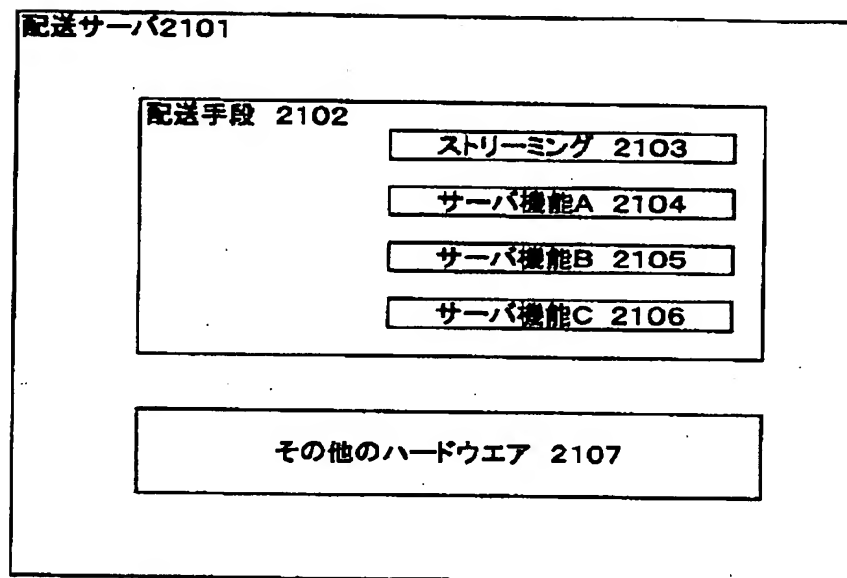 配送サーバ2101
配送手段 2102
ストリーミング 2103
サーバ機能A 2104
サーバ機能B 2105
サーバ機能C 2106
その他のハードウエア 2107